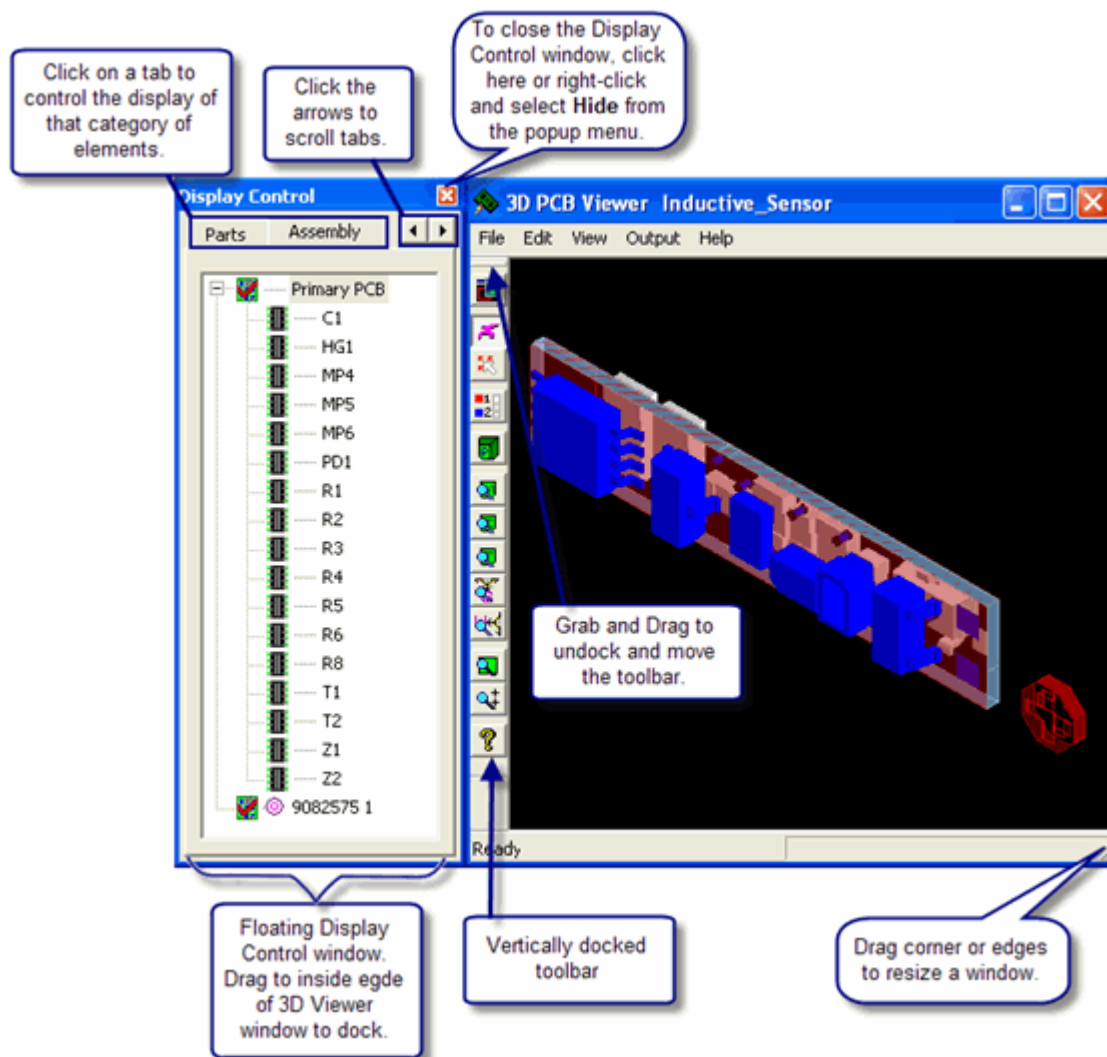 Click on a tab to
control the display of
that category of
elements.
Click the
arrows to
scroll tabs.
To close the Display
Control window, click
here or right-click
and select Hide from
the popup menu.
Display Control
Parts
Assembly
Primary PCB
C1
HG1
MP4
MP5
MP6
PD1
R1
R2
R3
R4
R5
R6
R8
T1
T2
Z1
Z2
9082575 1
3D PCB Viewer Inductive_Sensor
File Edit View Output Help
1
2
Grab and Drag to
undock and move
the toolbar.
Ready
Floating Display
Control window.
Drag to inside egde
of 3D Viewer
window to dock.
Vertically docked
toolbar
Drag corner or edges
to resize a window.